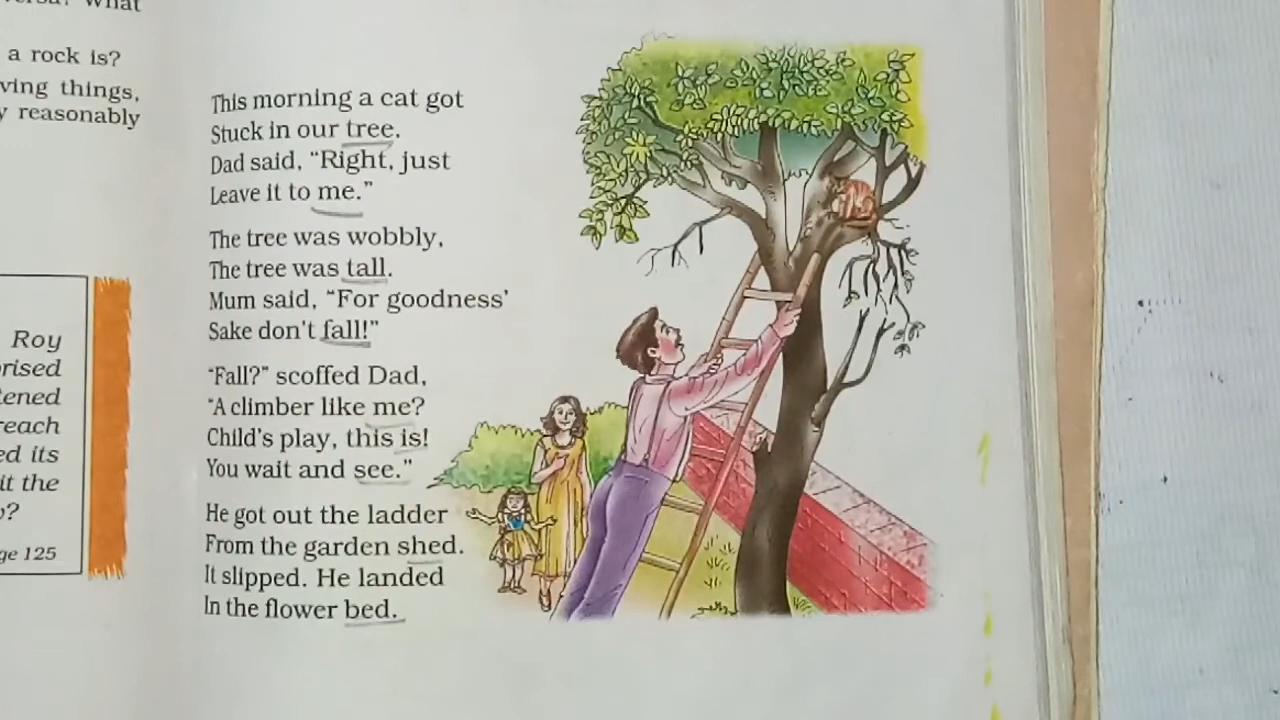 What
a rock is?
ving things,
reasonably
Roy
prised
tened
reach
ed its
it the
ge 125
This morning a cat got
Stuck in our tree.
Dad said, “Right, just
Leave it to me.”
The tree was wobbly,
The tree was tall.
Mum said, “For goodness’
Sake don't fall!”
“Fall?” scoffed Dad,
“A climber like me?
Child's play, this is!
You wait and see.”
He got out the ladder
From the garden shed.
It slipped. He landed
In the flower bed.